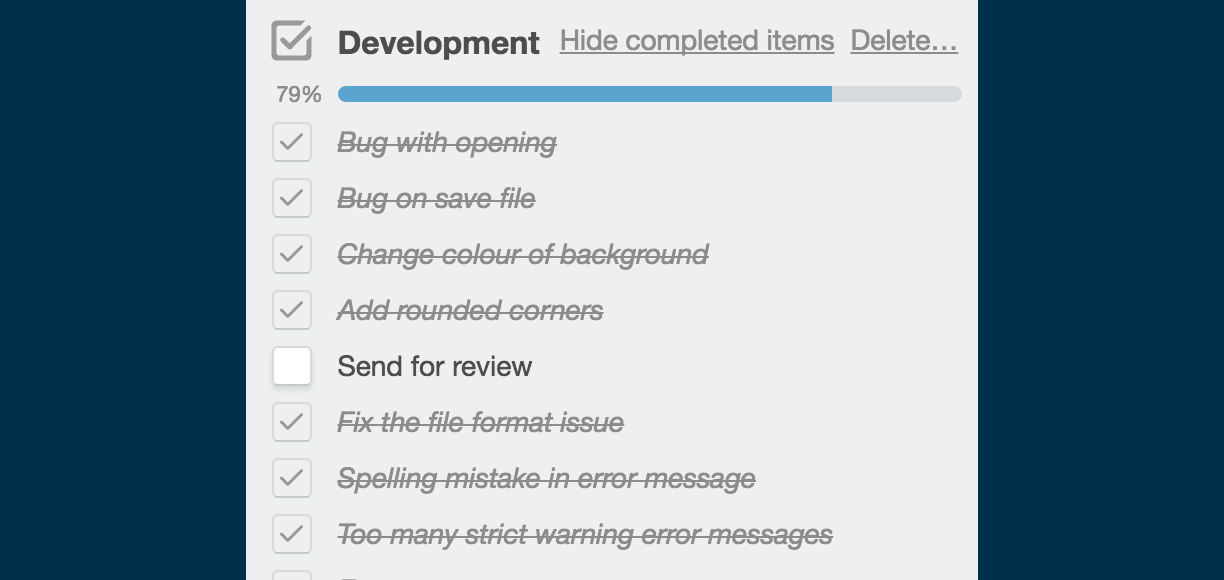 Development Hide completed items Delete...
79%
Bug with opening
Bug on save file
Change colour of background
Add rounded corners
Send for review
Fix the file format issue
Spelling mistake in error message
Too many strict warning error messages